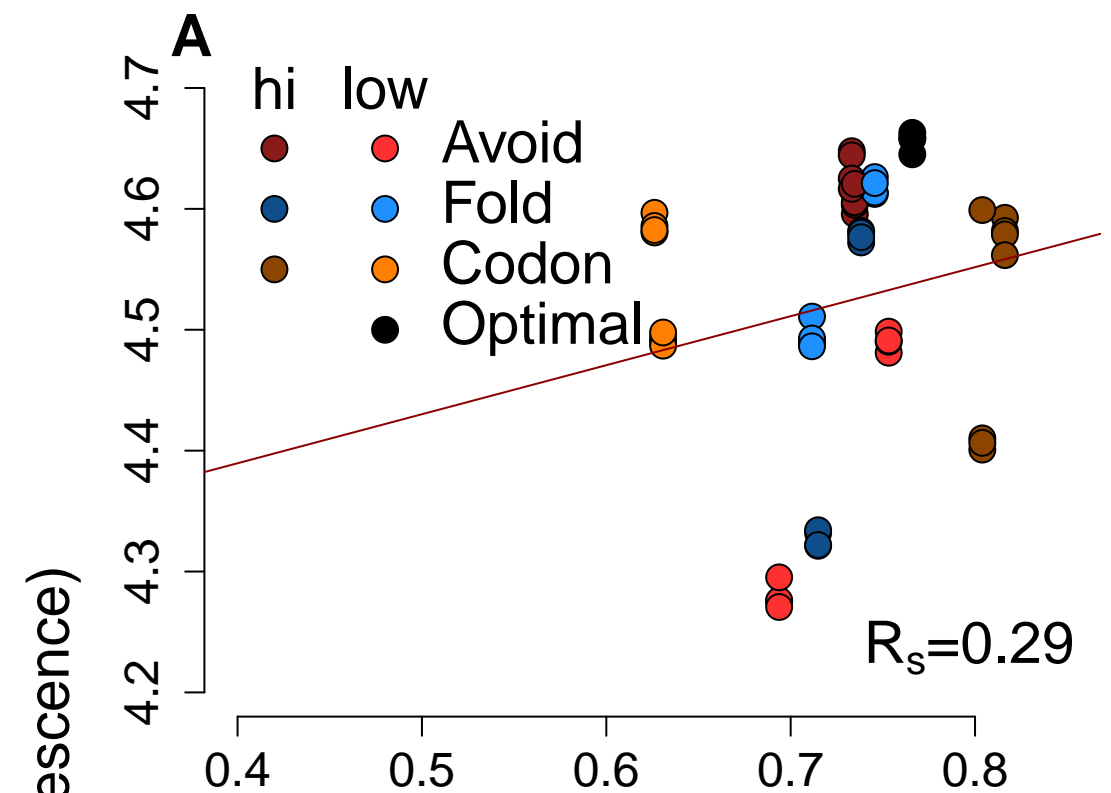 A
hi low
Avoid
Fold
Codon
Optimal
4.7
4.6
4.5
4.4
4.3
4.2
escence)
Rs=0.29
0.4 0.5 0.6 0.7 0.8